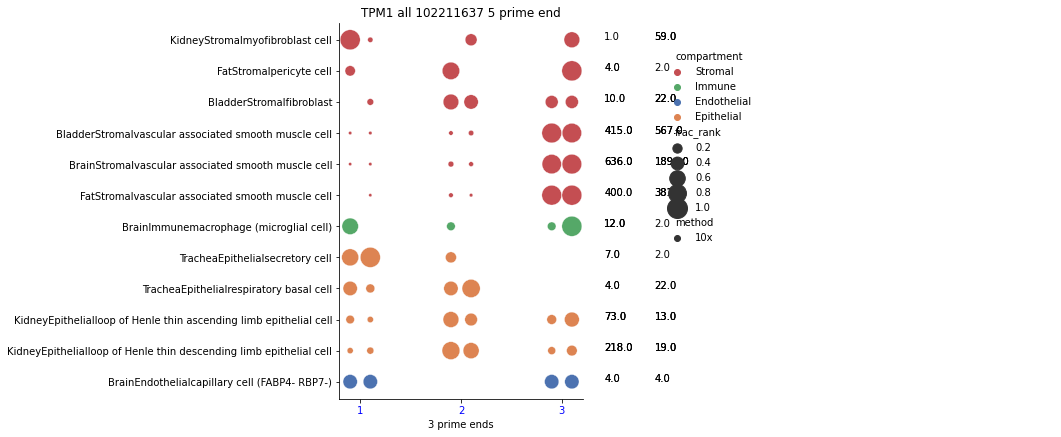 TPM1 all 102211637 5 prime end
KidneyStromalmyofibroblast cell 1.0 59.0
FatStromalpericyte cell 4.0 2.0
BladderStromalfibroblast 10.0 22.0
BladderStromalvascular associated smooth muscle cell 415.0 567.0
BrainStromalvascular associated smooth muscle cell 636.0
FatStromalvascular associated smooth muscle cell 400.0
BrainImmunemacrophage (microglial cell) 12.0 2.0
TracheaEpithelialsecretory cell 7.0 2.0
TracheaEpithelialrespiratory basal cell 4.0 22.0
KidneyEpithelialloop of Henle thin ascending limb epithelial cell 73.0 13.0
KidneyEpithelialloop of Henle thin descending limb epithelial cell 218.0 19.0
BrainEndothelialcapillary cell (FABP4- RBP7-) 4.0 4.0
1 2 3
3 prime ends
compartment
Stromal
Immune
Endothelial
Epithelial
frac_rank
0.2
0.4
0.6
0.8
1.0
method
10x